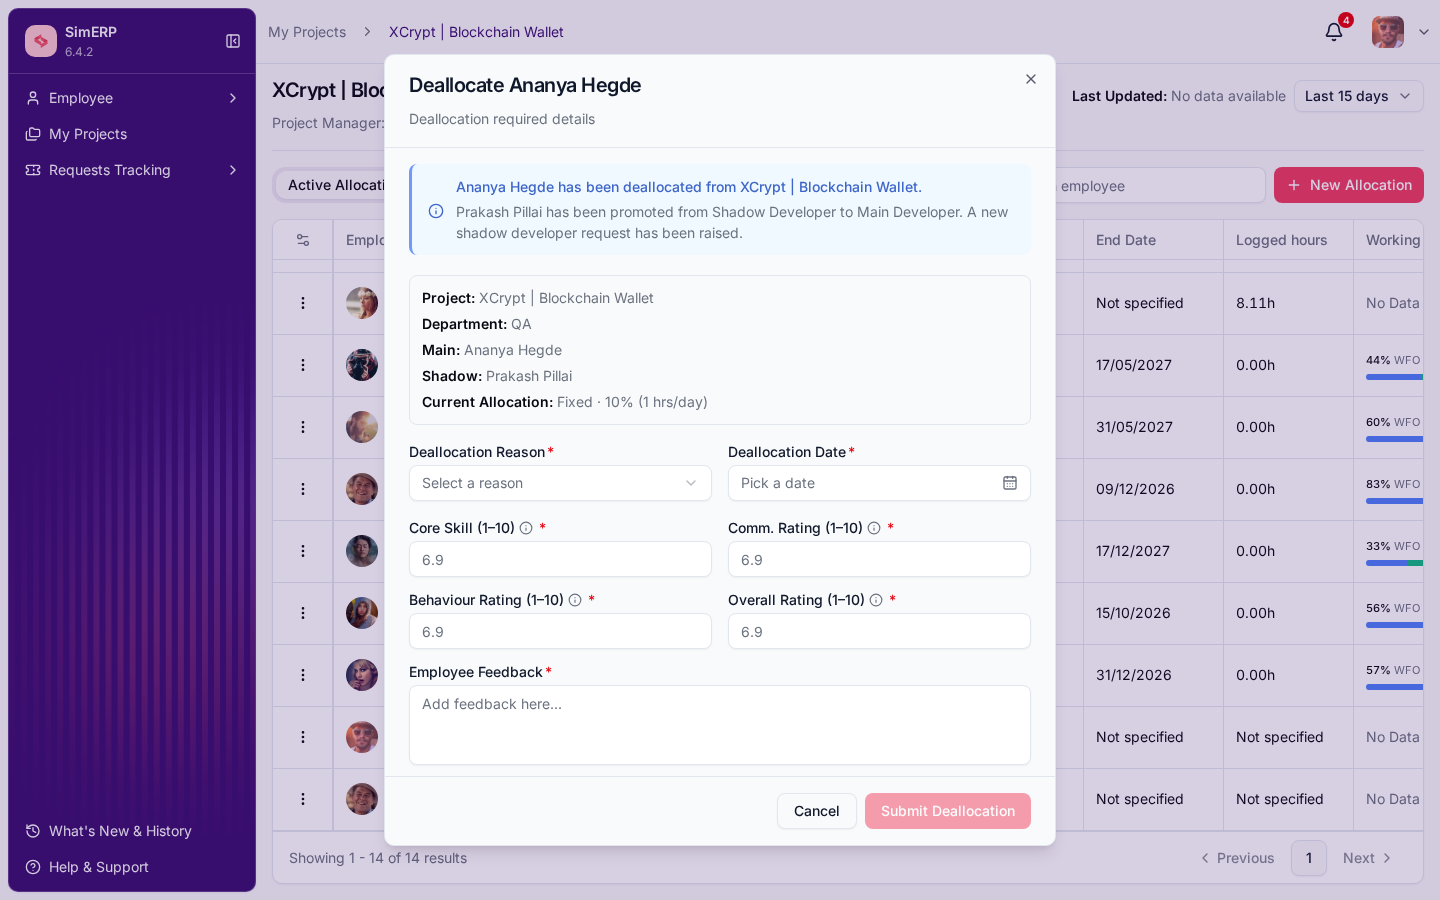 SimERP
6.4.2
Employee
My Projects
Requests Tracking
What's New & History
Help & Support
My Projects
XCrypt | Blockchain Wallet
4
XCrypt | Bloc
Project Manager:
Last Updated: No data available
Last 15 days
Active Allocati
employee
New Allocation
Emplo
End Date
Logged hours
Working
Not specified
8.11h
No Data
17/05/2027
0.00h
44% WFO
31/05/2027
0.00h
60% WFO
09/12/2026
0.00h
83% WFO
17/12/2027
0.00h
33% WFO
15/10/2026
0.00h
56% WFO
31/12/2026
0.00h
57% WFO
Not specified
Not specified
No Data
Not specified
Not specified
No Data
Showing 1 - 14 of 14 results
Previous
1
Next
Deallocate Ananya Hegde
Deallocation required details
Ananya Hegde has been deallocated from XCrypt | Blockchain Wallet.
Prakash Pillai has been promoted from Shadow Developer to Main Developer. A new
shadow developer request has been raised.
Project: XCrypt | Blockchain Wallet
Department: QA
Main: Ananya Hegde
Shadow: Prakash Pillai
Current Allocation: Fixed · 10% (1 hrs/day)
Deallocation Reason*
Select a reason
Deallocation Date*
Pick a date
Core Skill (1–10) *
6.9
Comm. Rating (1–10) *
6.9
Behaviour Rating (1–10) *
6.9
Overall Rating (1–10) *
6.9
Employee Feedback*
Add feedback here...
Cancel
Submit Deallocation